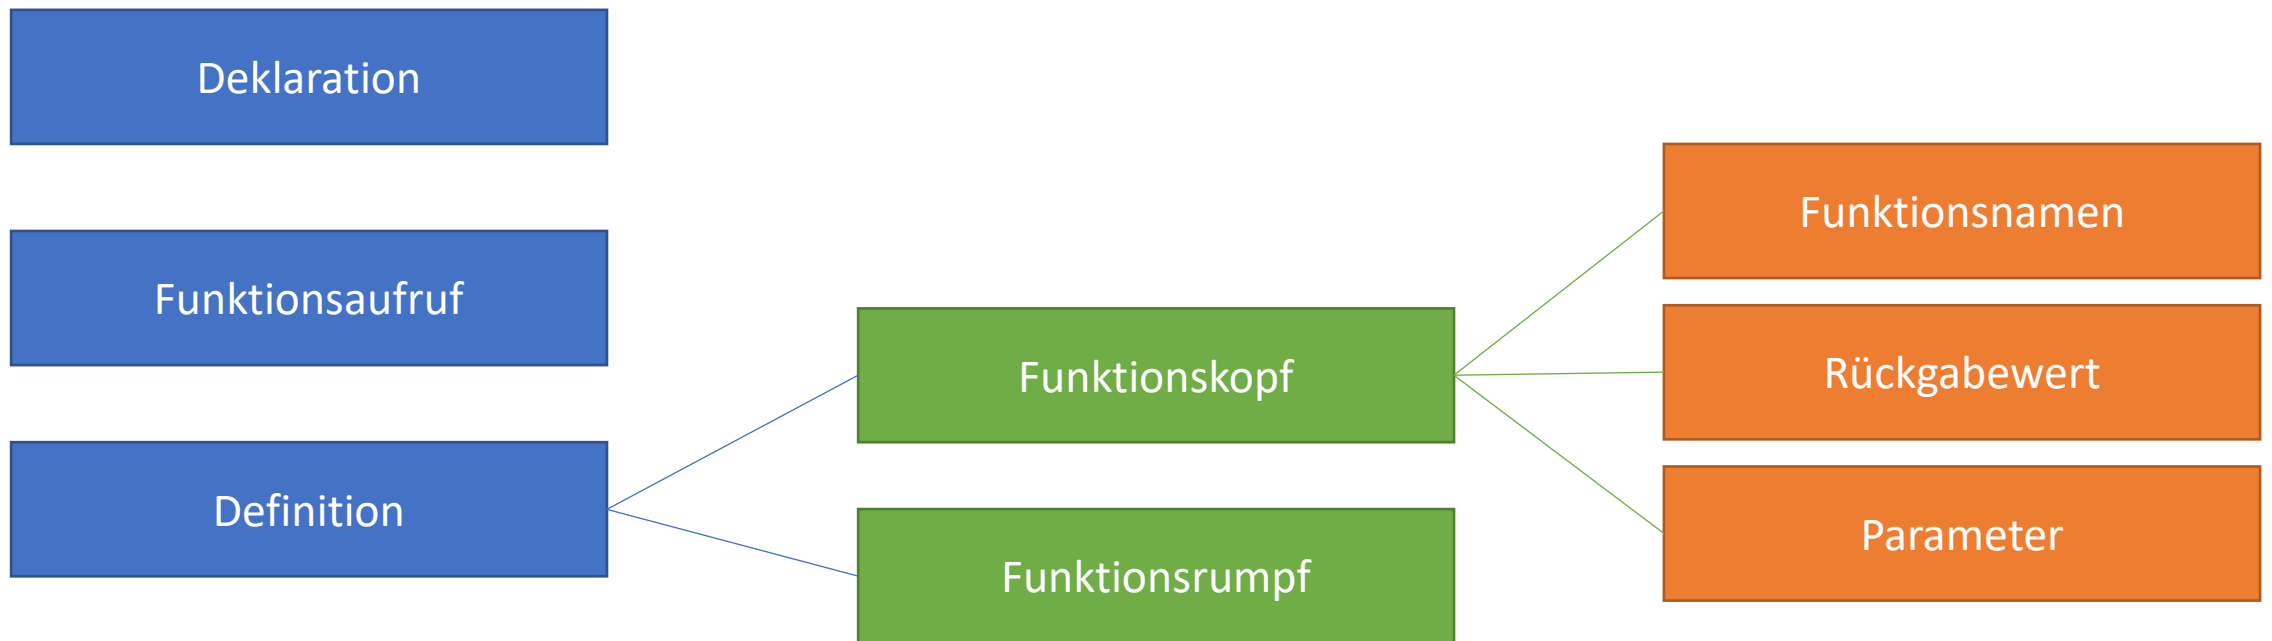 Deklaration
Funktionsaufruf
Definition
Funktionskopf
Funktionsrumpf
Funktionsnamen
Rückgabewert
Parameter